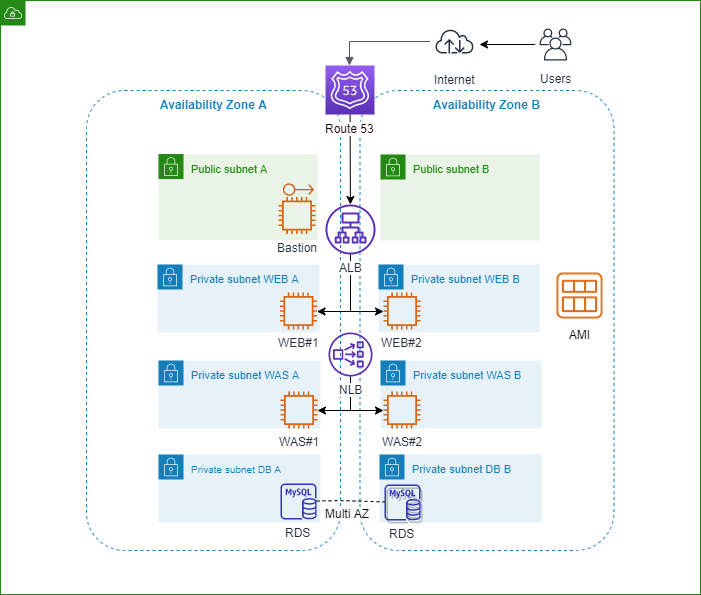 Internet
Users
53
Availability Zone A
Availability Zone B
Route 53
Public subnet A
Public subnet B
Bastion
ALB
Private subnet WEB A
Private subnet WEB B
WEB#1
WEB#2
AMI
Private subnet WAS A
Private subnet WAS B
NLB
WAS#1
WAS#2
Private subnet DB A
Private subnet DB B
MySQL
MySQL
Multi AZ
RDS
RDS